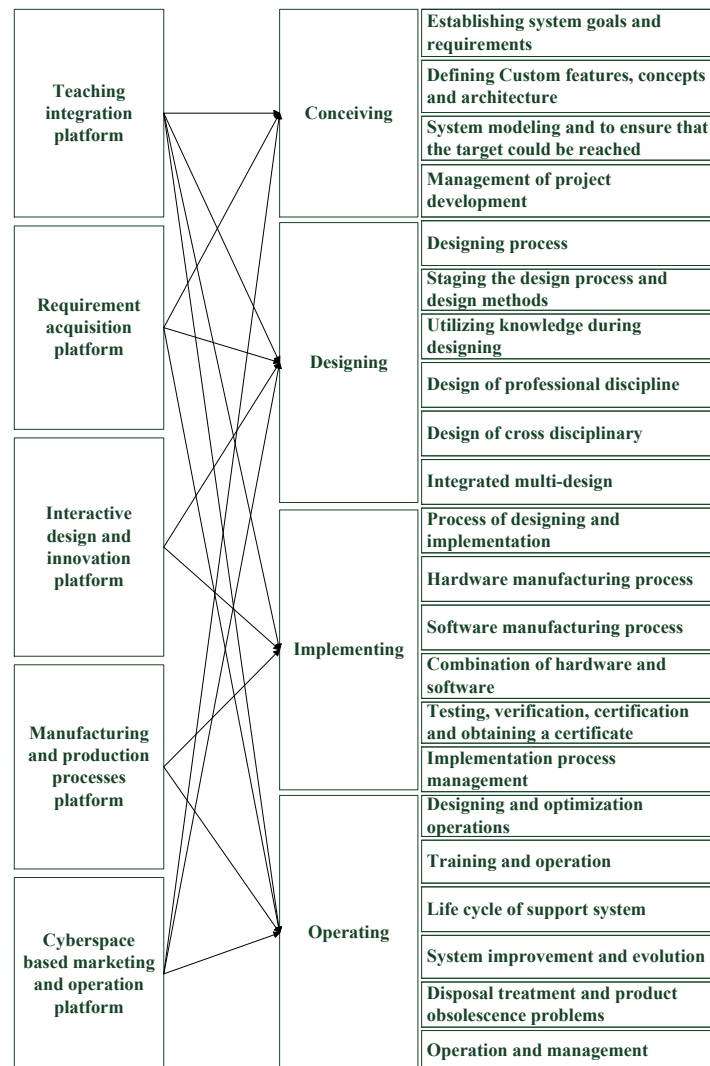 Teaching
integration
platform
Requirement
acquisition
platform
Interactive
design and
innovation
platform
Manufacturing
and production
processes
platform
Cyberspace
based marketing
and operation
platform
Conceiving
Designing
Implementing
Operating
Establishing system goals and
requirements
Defining Custom features, concepts
and architecture
System modeling and to ensure that
the target could be reached
Management of project
development
Designing process
Staging the design process and
design methods
Utilizing knowledge during
designing
Design of professional discipline
Design of cross disciplinary
Integrated multi-design
Process of designing and
implementation
Hardware manufacturing process
Software manufacturing process
Combination of hardware and
software
Testing, verification, certification
and obtaining a certificate
Implementation process
management
Designing and optimization
operations
Training and operation
Life cycle of support system
System improvement and evolution
Disposal treatment and product
obsolescence problems
Operation and management